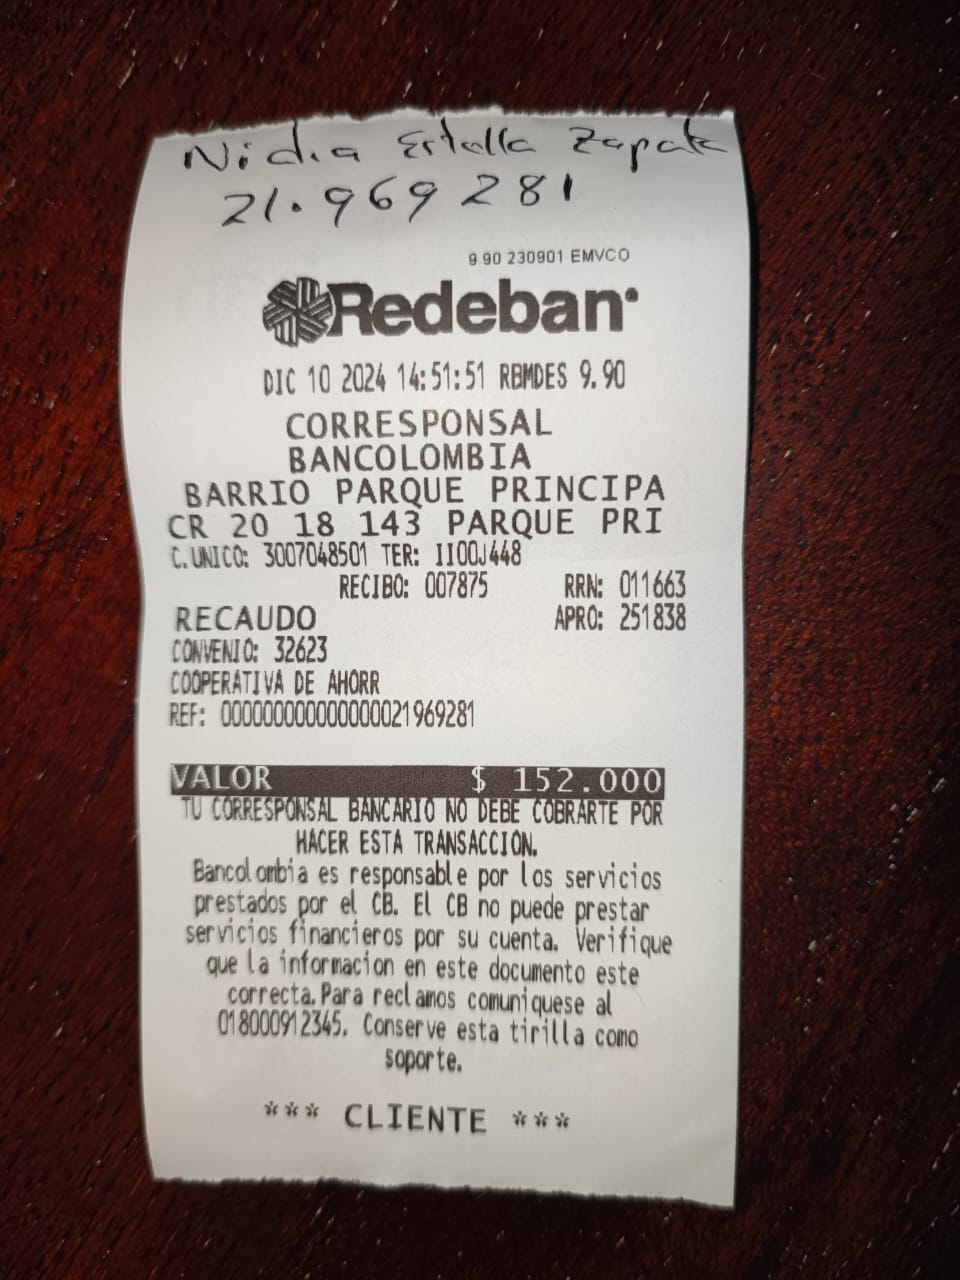 Nidia Estella Zapata
21.969 281
9.90 230901 EMVCO
Redeban
DIC 10 2024 14:51:51 RBMDES 9.90
CORRESPONSAL
BANCOLOMBIA
BARRIO PARQUE PRINCIPA
CR 20 18 143 PARQUE PRI
C. UNICO: 3007048501 TER: II00J448
RECIBO: 007875 RRN: 011663
RECAUDO APRO: 251838
CONVENIO: 32623
COOPERATIVA DE AHORR
REF: 000000000000000021969281
VALOR $ 152.000
TU CORRESPONSAL BANCARIO NO DEBE COBRARTE POR
HACER ESTA TRANSACCION.
Bancolombia es responsable por los servicios
prestados por el CB. El CB no puede prestar
servicios financieros por su cuenta. Verifique
que la informacion en este documento este
correcta. Para reclamos comuniquese al
018000912345. Conserve esta tirilla como
soporte.
*** CLIENTE ***